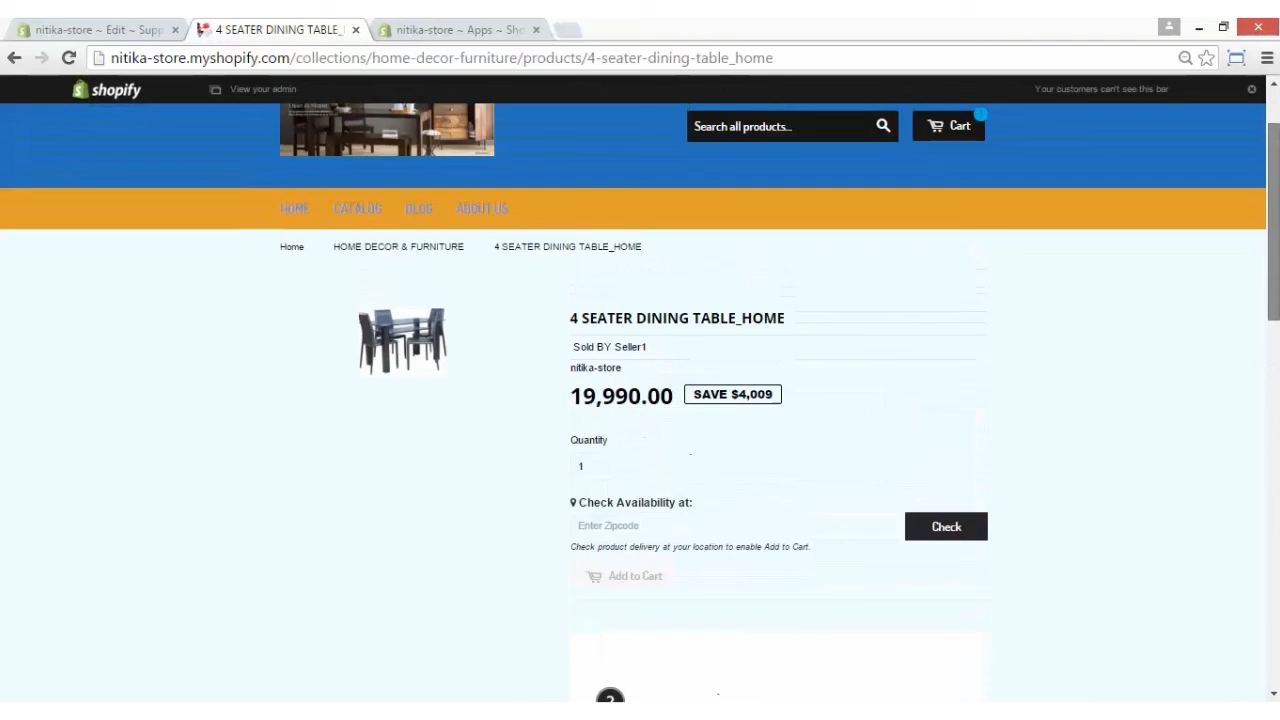 nitika-store ~ Edit ~ Supp
4 SEATER DINING TABLE_
nitika-store ~ Apps ~ Sho
nitika-store.myshopify.com/collections/home-decor-furniture/products/4-seater-dining-table_home
shopify
View your admin
Your customers can't see this bar
Search all products...
Cart
HOME
CATALOG
BLOG
ABOUT US
Home
HOME DECOR & FURNITURE
4 SEATER DINING TABLE_HOME
4 SEATER DINING TABLE_HOME
Sold BY Seller1
nitika-store
19,990.00
SAVE $4,009
Quantity
1
Check Availability at:
Enter Zipcode
Check
Check product delivery at your location to enable Add to Cart.
Add to Cart